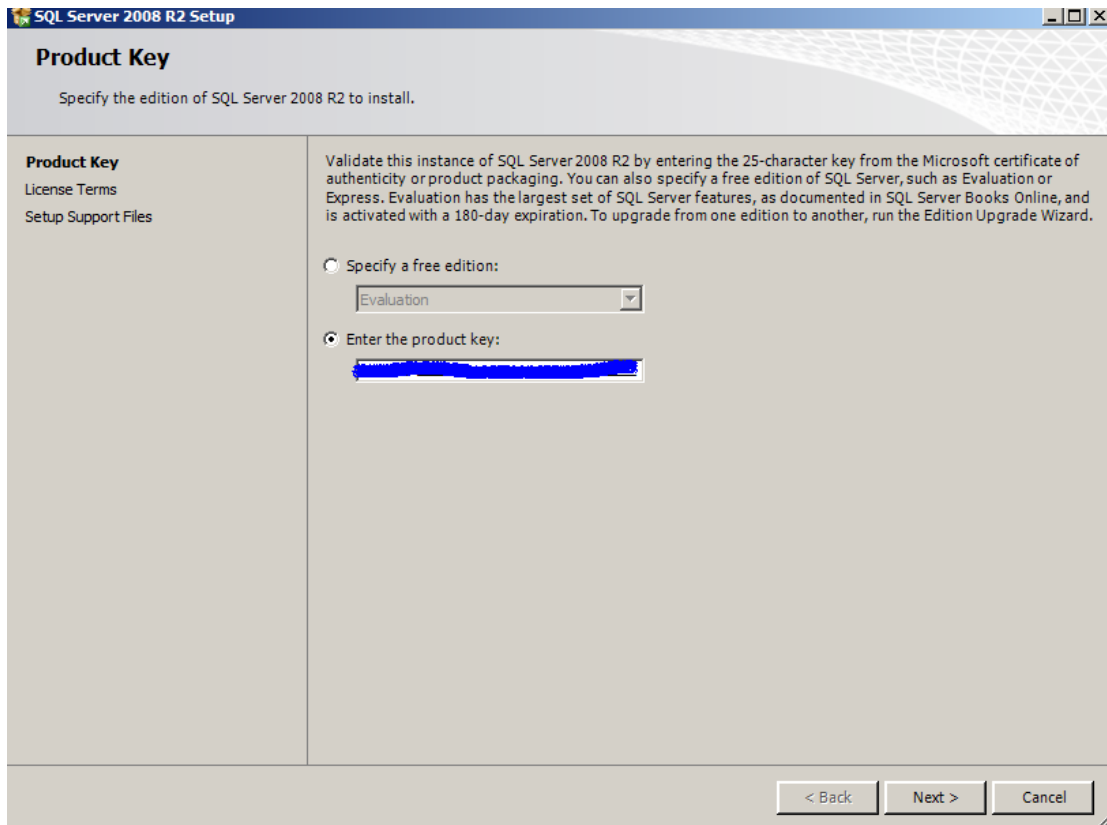 SQL Server 2008 R2 Setup
Product Key
Specify the edition of SQL Server 2008 R2 to install.
Product Key
License Terms
Setup Support Files
Validate this instance of SQL Server 2008 R2 by entering the 25-character key from the Microsoft certificate of
authenticity or product packaging. You can also specify a free edition of SQL Server, such as Evaluation or
Express. Evaluation has the largest set of SQL Server features, as documented in SQL Server Books Online, and
is activated with a 180-day expiration. To upgrade from one edition to another, run the Edition Upgrade Wizard.
Specify a free edition:
Evaluation
Enter the product key:
< Back
Next >
Cancel